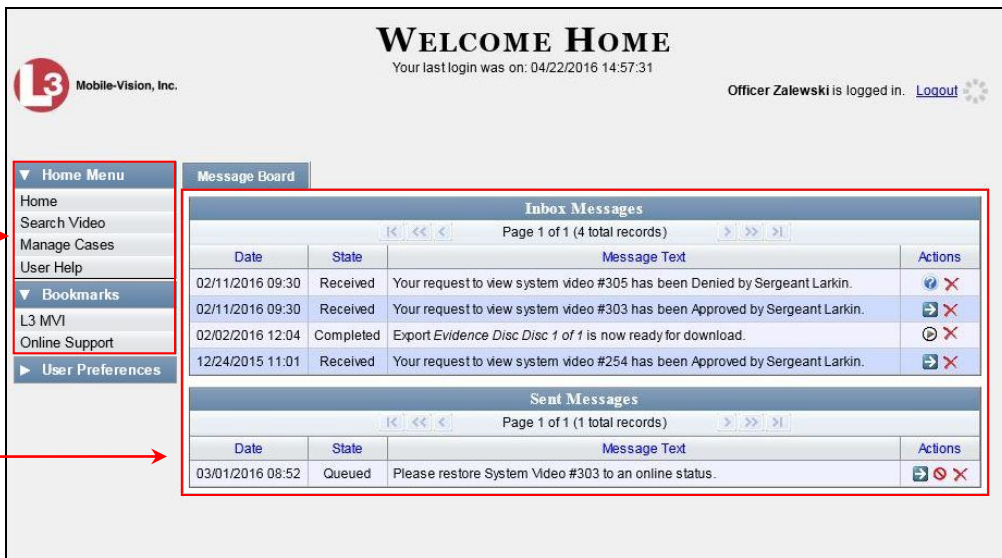 WELCOME HOME
Your last login was on: 04/22/2016 14:57:31
L3 Mobile-Vision, Inc.
Officer Zalewski is logged in. Logout
▼ Home Menu
Home
Search Video
Manage Cases
User Help
▼ Bookmarks
L3 MVI
Online Support
► User Preferences
Message Board
Inbox Messages
|< << < Page 1 of 1 (4 total records) > >> >|
Date State Message Text Actions
02/11/2016 09:30 Received Your request to view system video #305 has been Denied by Sergeant Larkin.
02/11/2016 09:30 Received Your request to view system video #303 has been Approved by Sergeant Larkin.
02/02/2016 12:04 Completed Export Evidence Disc Disc 1 of 1 is now ready for download.
12/24/2015 11:01 Received Your request to view system video #254 has been Approved by Sergeant Larkin.
Sent Messages
|< << < Page 1 of 1 (1 total records) > >> >|
Date State Message Text Actions
03/01/2016 08:52 Queued Please restore System Video #303 to an online status.